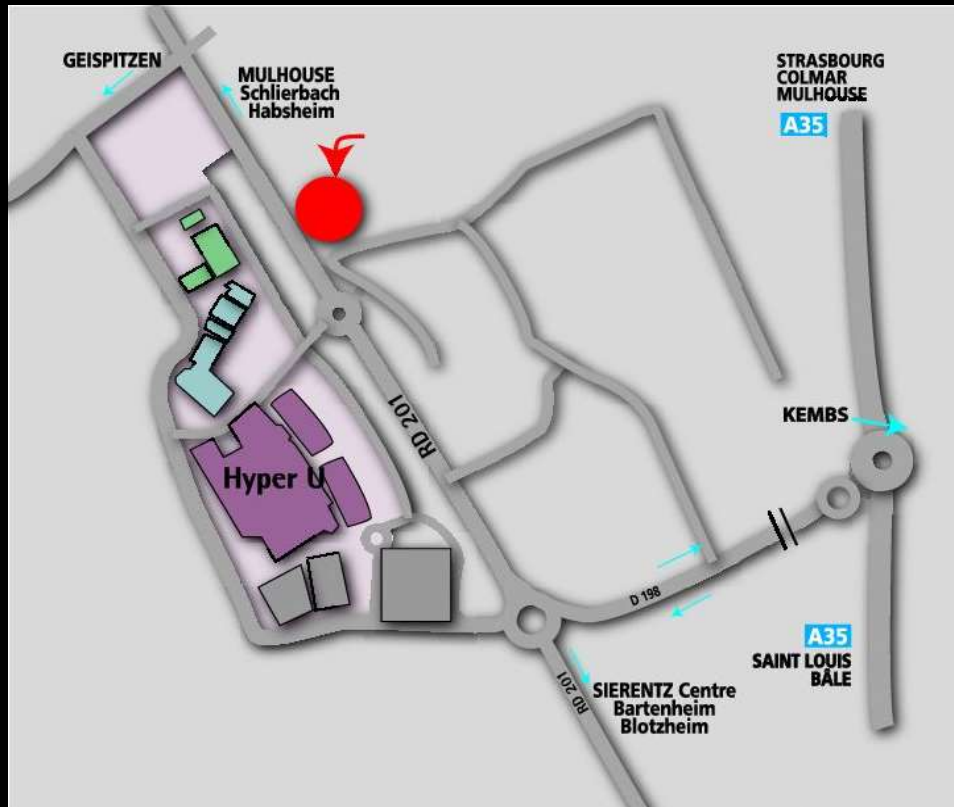 GEISPITZEN
MULHOUSE
Schlierbach
Habsheim
STRASBOURG
COLMAR
MULHOUSE
A35
KEMBS
RD 201
Hyper U
D 198
A35
SAINT LOUIS
BÂLE
RD 201
SIERENTZ Centre
Bartenheim
Blotzheim